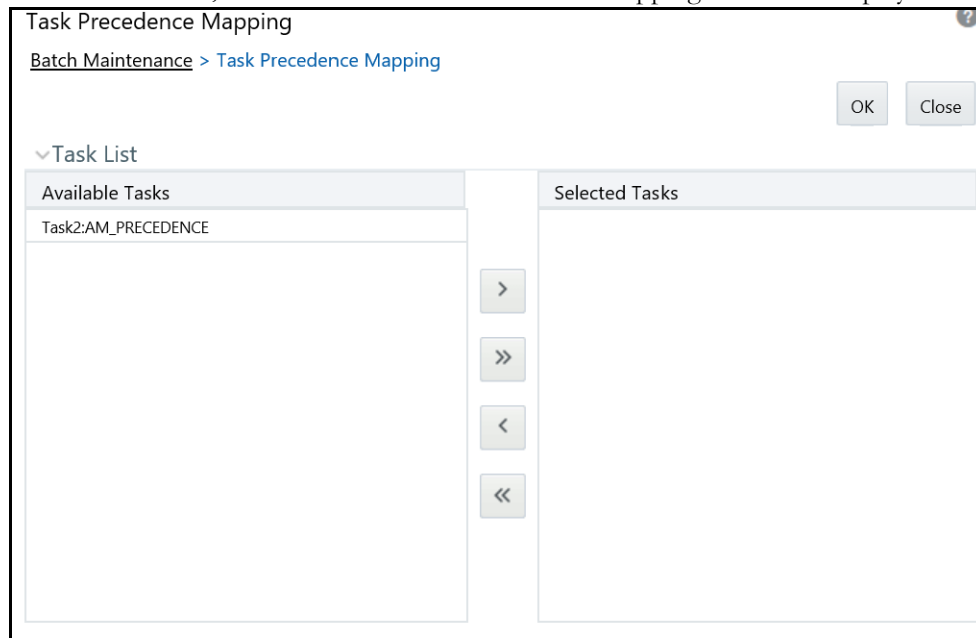 Task Precedence Mapping
?
Batch Maintenance > Task Precedence Mapping
OK Close
Task List
Available Tasks Selected Tasks
Task2:AM_PRECEDENCE
>
>>
<
<<